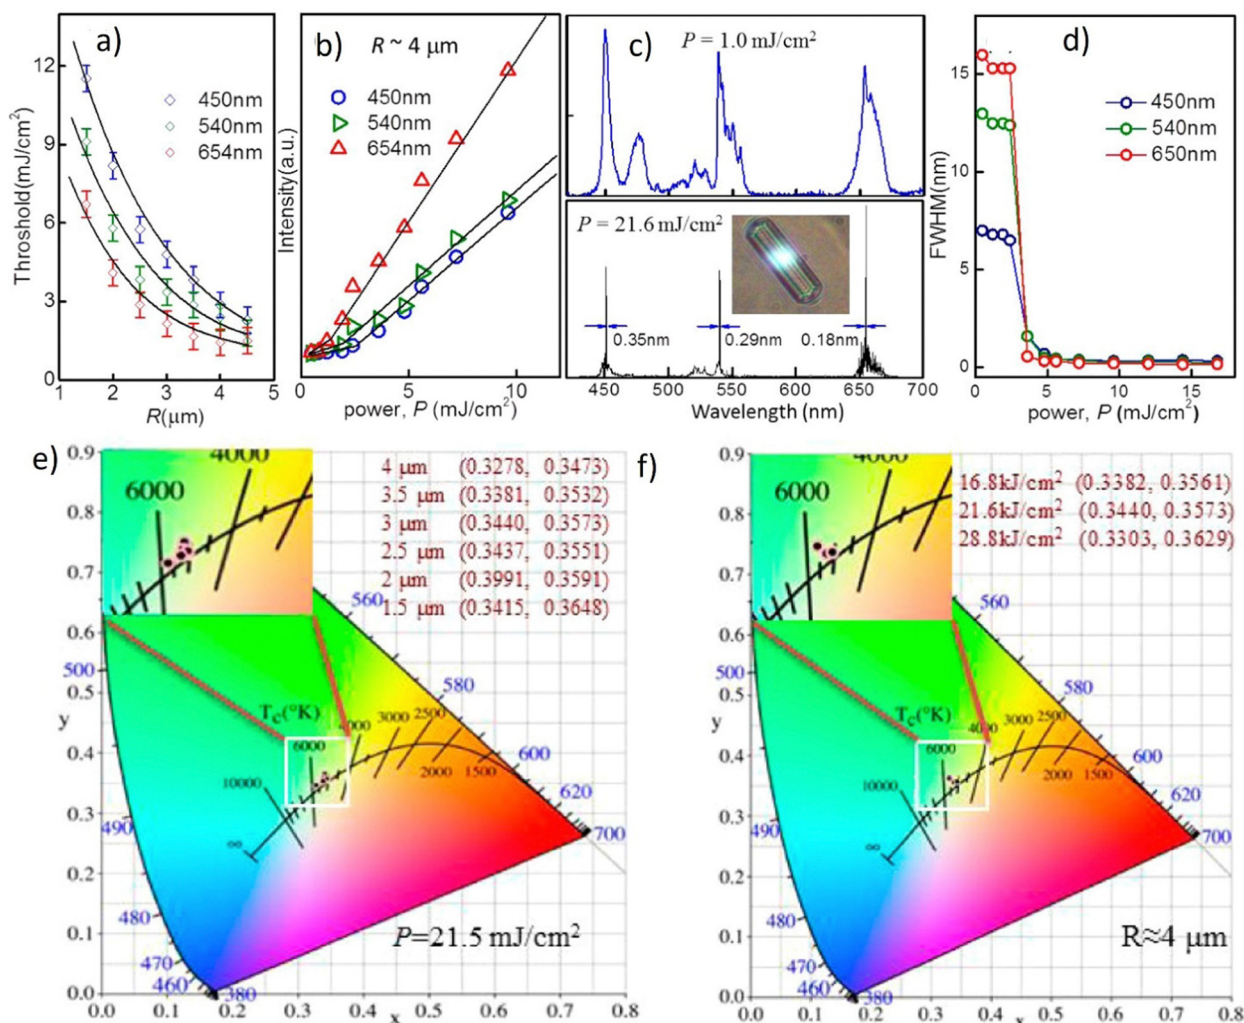 a)
450nm
540nm
654nm
Throshold(mJ/cm²)
12
9
6
3
0
1 2 3 4 5
R(μm)
b)
R ~ 4 μm
450nm
540nm
654nm
Intensity(a.u.)
0 5 10
power, P (mJ/cm²)
c)
P = 1.0 mJ/cm²
P = 21.6 mJ/cm²
0.35nm
0.29nm
0.18nm
450 500 550 600 650 700
Wavelength (nm)
d)
450nm
540nm
650nm
FWHM(nm)
15
10
5
0
0 5 10 15
power, P (mJ/cm²)
e)
4000
6000
4 μm (0.3278, 0.3473)
3.5 μm (0.3381, 0.3532)
3 μm (0.3440, 0.3573)
2.5 μm (0.3437, 0.3551)
2 μm (0.3991, 0.3591)
1.5 μm (0.3415, 0.3648)
0.9
0.8
0.7
0.6
0.5
0.4
0.3
0.2
0.1
0.0
y
500
490
480
470
460
380
560
580
600
620
700
Tc(°K)
10000
6000
4000
3000
2500
2000
1500
∞
P=21.5 mJ/cm²
0.0 0.1 0.2 0.3 0.4 0.5 0.6 0.7 0.8
x
f)
4000
6000
16.8kJ/cm² (0.3382, 0.3561)
21.6kJ/cm² (0.3440, 0.3573)
28.8kJ/cm² (0.3303, 0.3629)
0.9
0.8
0.7
0.6
0.5
0.4
0.3
0.2
0.1
0.0
y
500
490
480
470
460
380
560
580
600
620
700
Tc(°K)
10000
6000
4000
3000
2500
2000
1500
∞
R≈4 μm
0.0 0.1 0.2 0.3 0.4 0.5 0.6 0.7 0.8
x